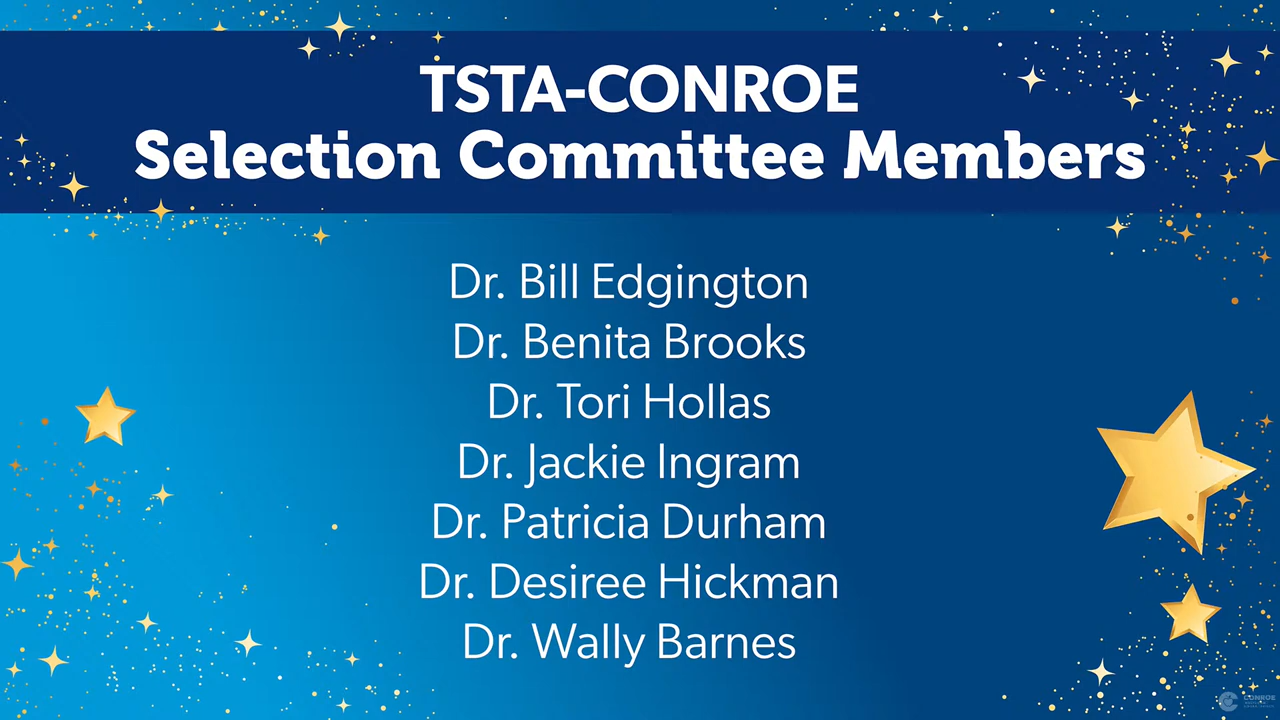 TSTA-CONROE
Selection Committee Members
Dr. Bill Edgington
Dr. Benita Brooks
Dr. Tori Hollas
Dr. Jackie Ingram
Dr. Patricia Durham
Dr. Desiree Hickman
Dr. Wally Barnes
CONROE